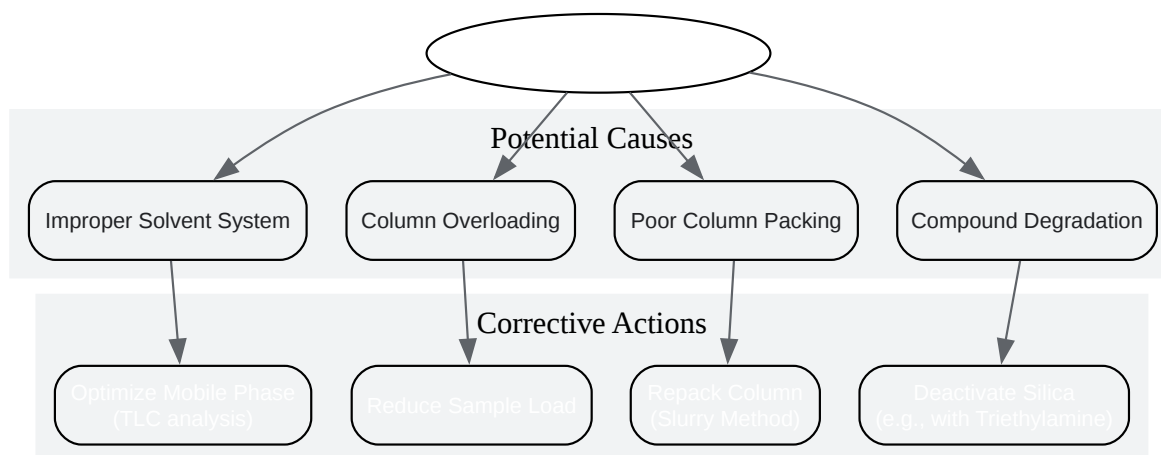 Potential Causes
Improper Solvent System
Column Overloading
Poor Column Packing
Compound Degradation
Corrective Actions
Optimize Mobile Phase
(TLC analysis)
Reduce Sample Load
Repack Column
(Slurry Method)
Deactivate Silica
(e.g., with Triethylamine)